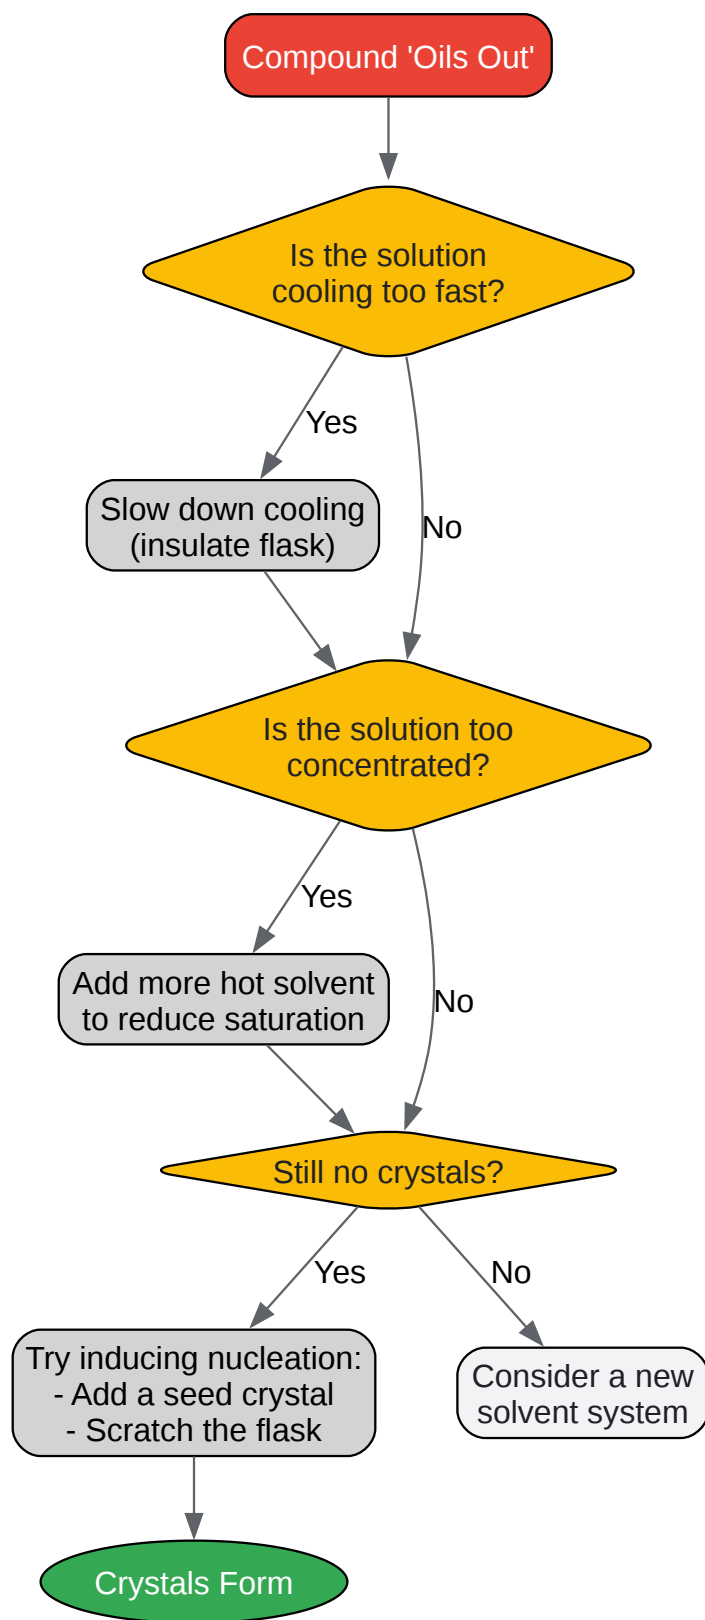 Compound 'Oils Out'
Is the solution
cooling too fast?
Yes
Slow down cooling
(insulate flask)
No
Is the solution too
concentrated?
Yes
Add more hot solvent
to reduce saturation
No
Still no crystals?
Yes
No
Try inducing nucleation:
- Add a seed crystal
- Scratch the flask
Consider a new
solvent system
Crystals Form